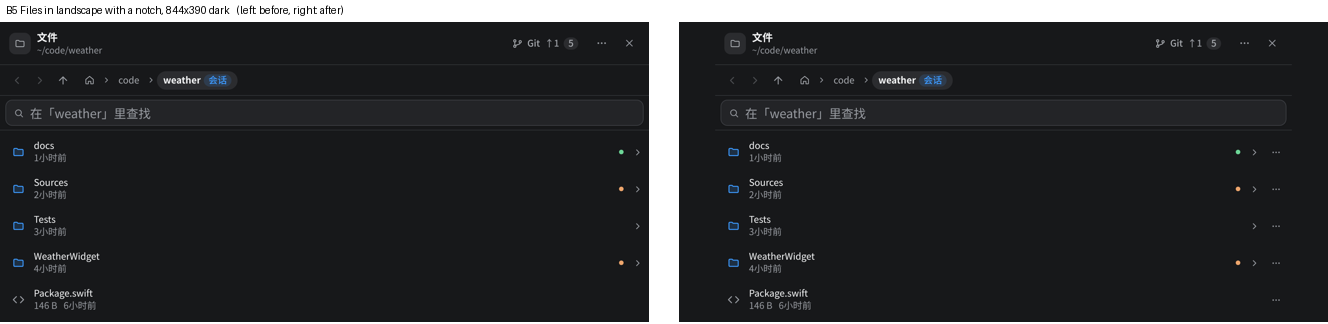 B5 Files in landscape with a notch, 844x390 dark (left: before, right: after)
文件
~/code/weather
Git ↑1 5 ···
code weather 会话
在「weather」里查找
docs
1小时前
Sources
2小时前
Tests
3小时前
WeatherWidget
4小时前
Package.swift
146 B 6小时前
文件
~/code/weather
Git ↑1 5 ···
code weather 会话
在「weather」里查找
docs
1小时前
Sources
2小时前
Tests
3小时前
WeatherWidget
4小时前
Package.swift
146 B 6小时前